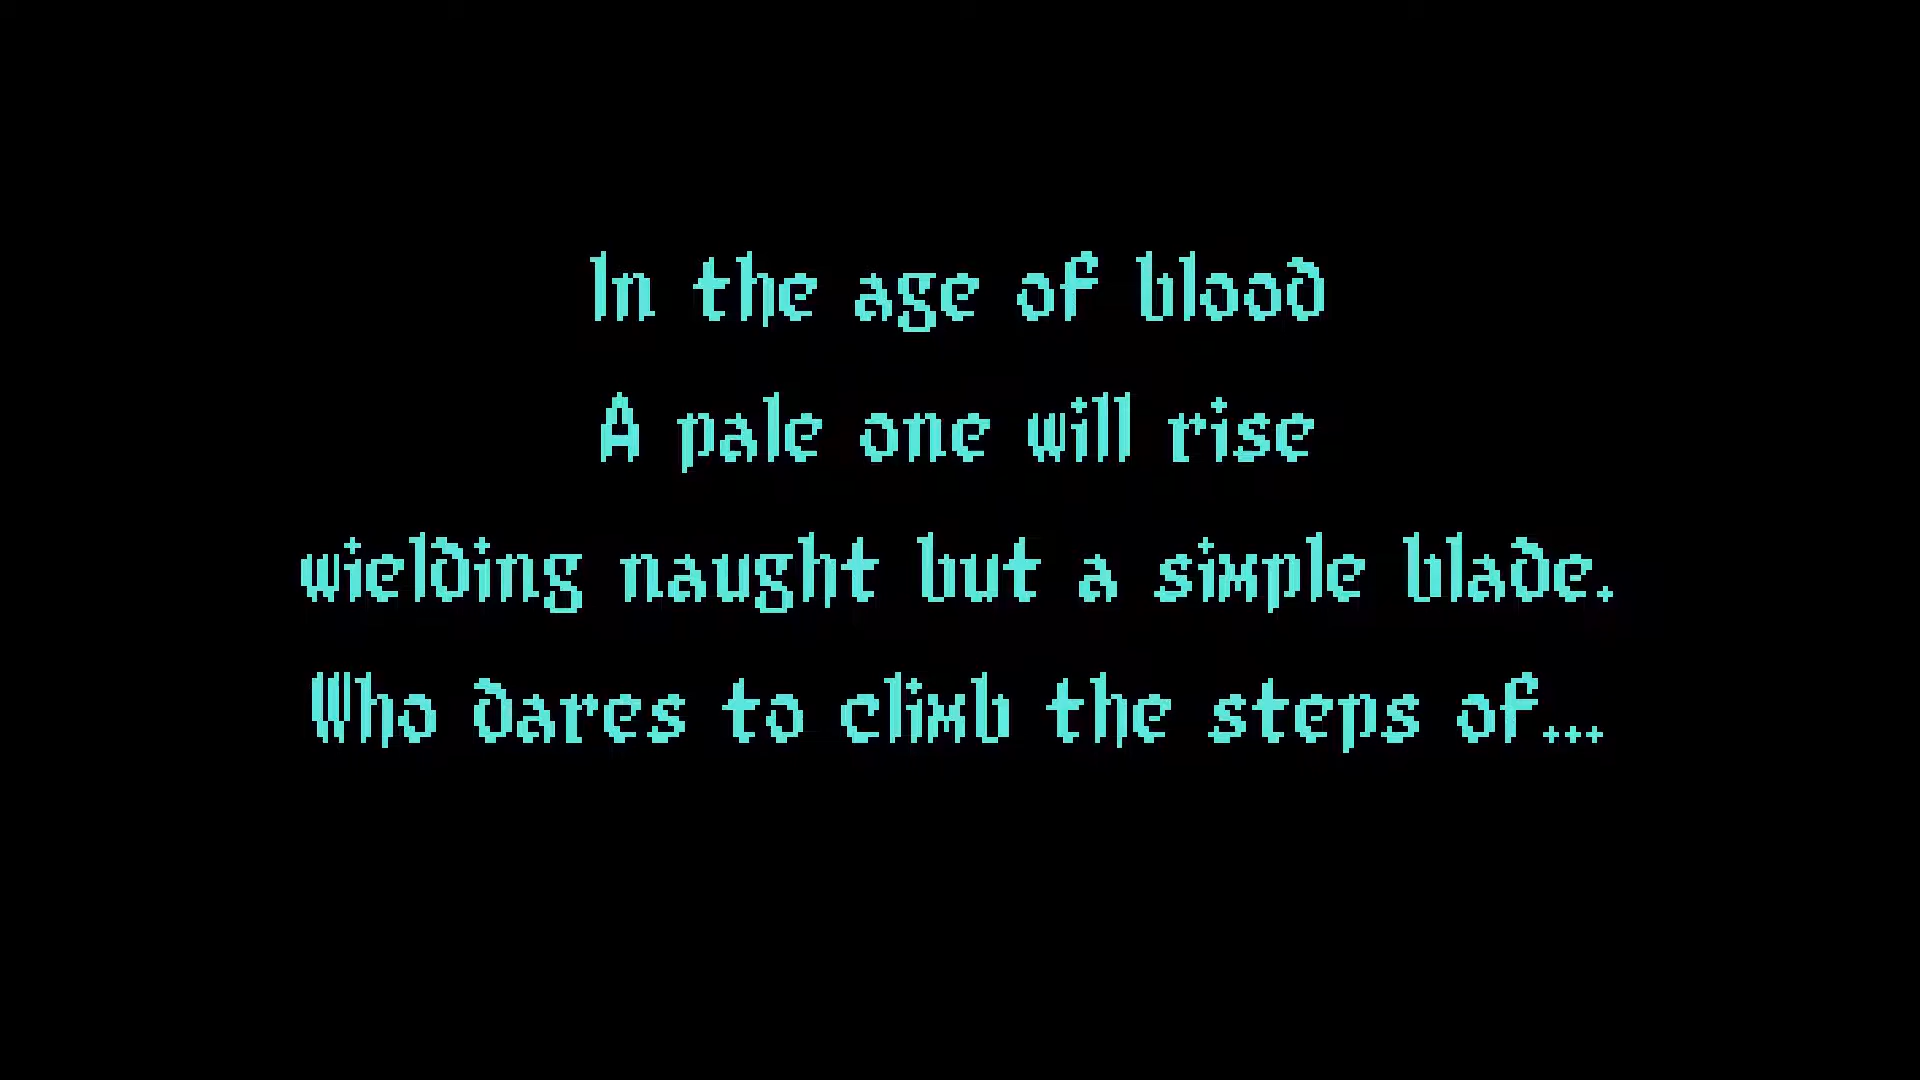 In the age of blood
A pale one will rise
wielding naught but a simple blade.
Who dares to climb the steps of...